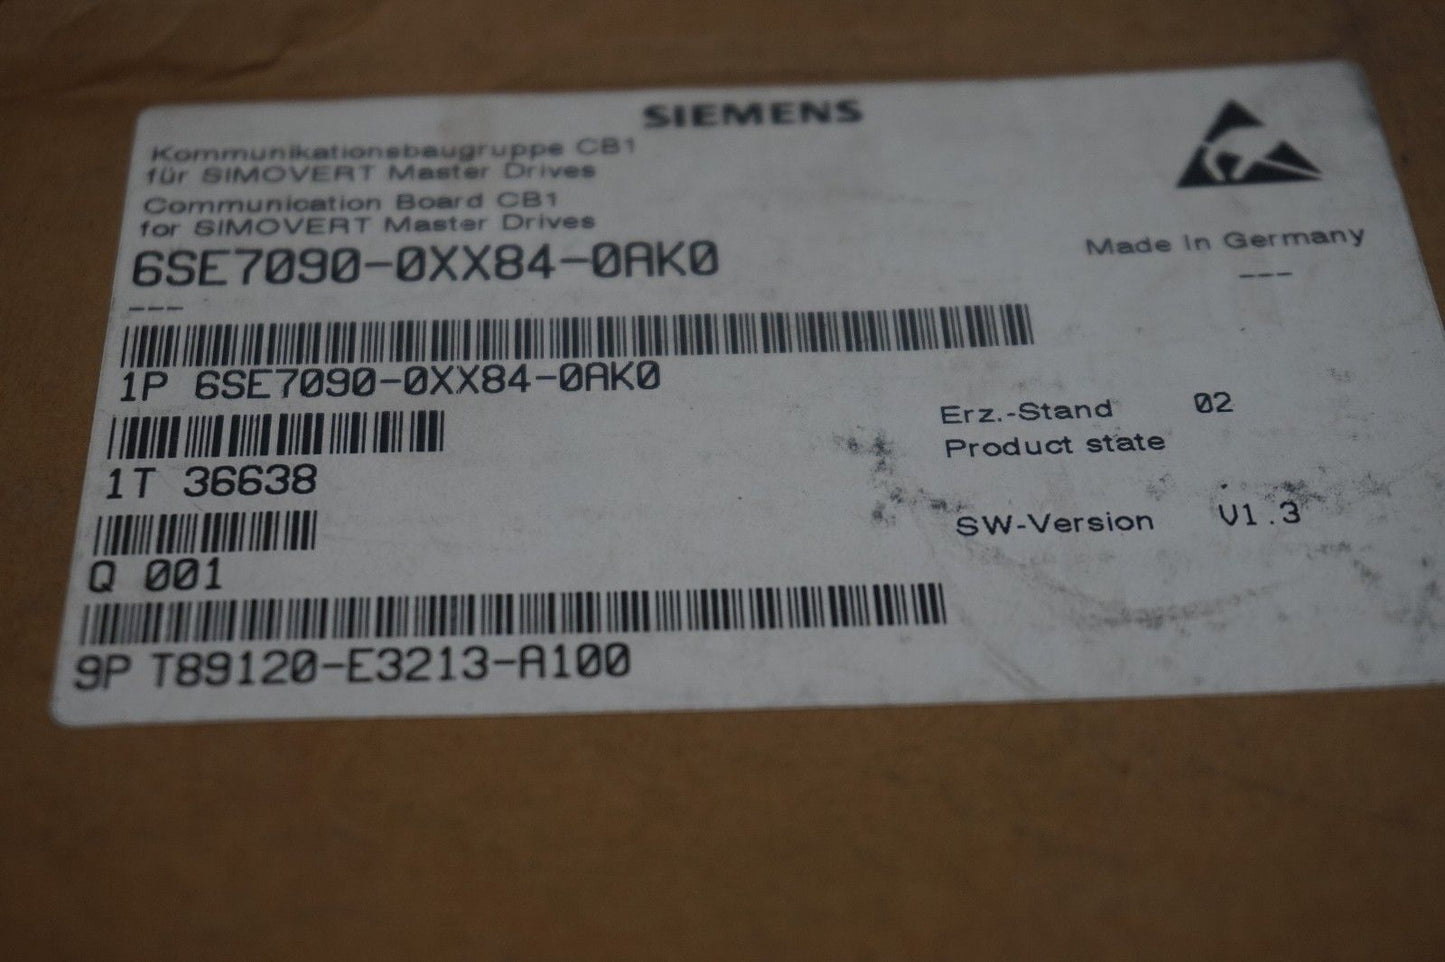 SIEMENS
Kommunikationsbaugruppe CB1
für SIMOVERT Master Drives
Communication Board CB1
for SIMOVERT Master Drives
6SE7090-0XX84-0AK0
Made in Germany
---
---
1P 6SE7090-0XX84-0AK0
Erz.-Stand 02
Product state
1T 36638
SW-Version V1.3
Q 001
9P T89120-E3213-A100